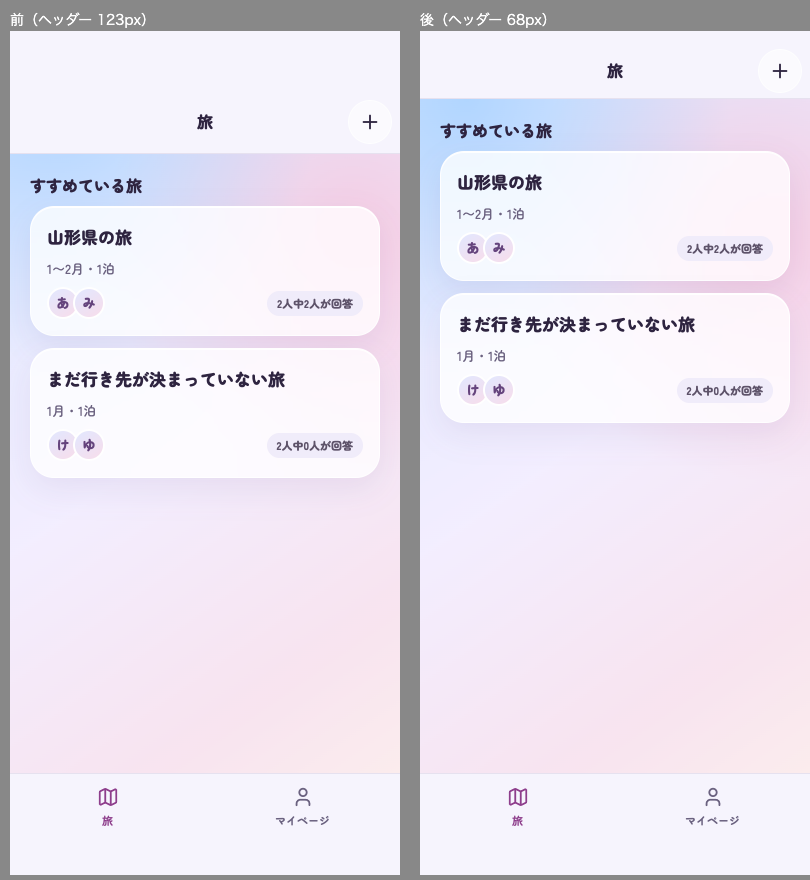 前（ヘッダー 123px）
旅
すすめている旅
山形県の旅
1〜2月・1泊
あ み
2人中2人が回答
まだ行き先が決まっていない旅
1月・1泊
け ゆ
2人中0人が回答
旅
マイページ
後（ヘッダー 68px）
旅
すすめている旅
山形県の旅
1〜2月・1泊
あ み
2人中2人が回答
まだ行き先が決まっていない旅
1月・1泊
け ゆ
2人中0人が回答
旅
マイページ